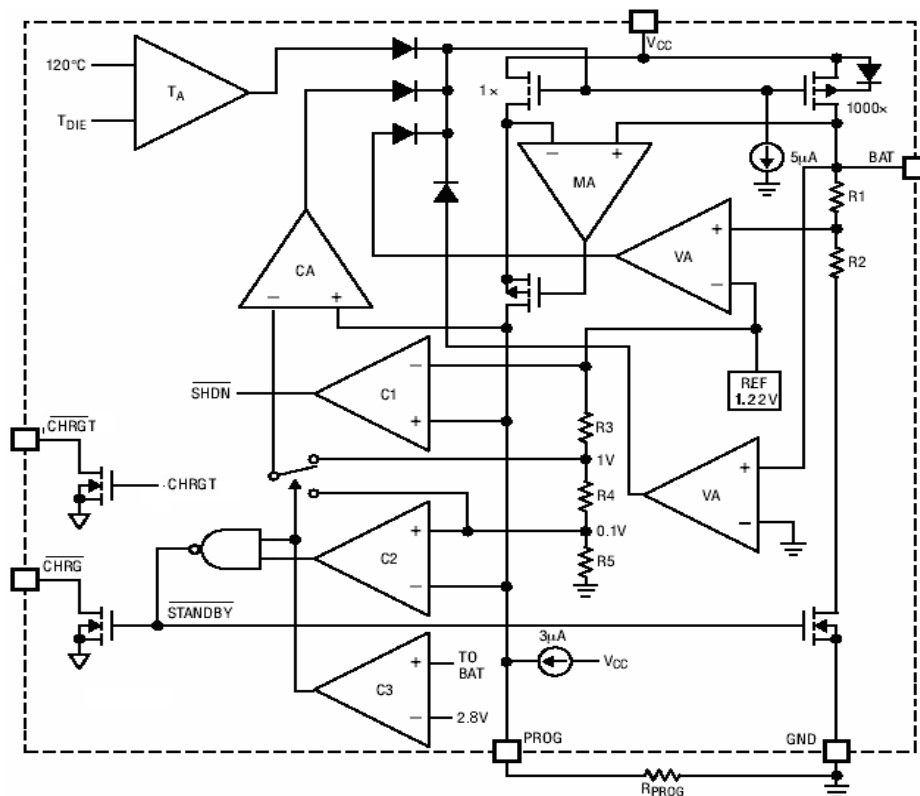 VCC
120°C
TA
TDIE
1×
1000×
5µA
BAT
MA
R1
R2
VA
CA
REF
1.22V
SHDN
C1
R3
1V
CHRGT
CHRGT
R4
VA
0.1V
C2
R5
CHRG
STANDBY
3µA
VCC
TO
BAT
C3
2.8V
PROG
GND
RPROG